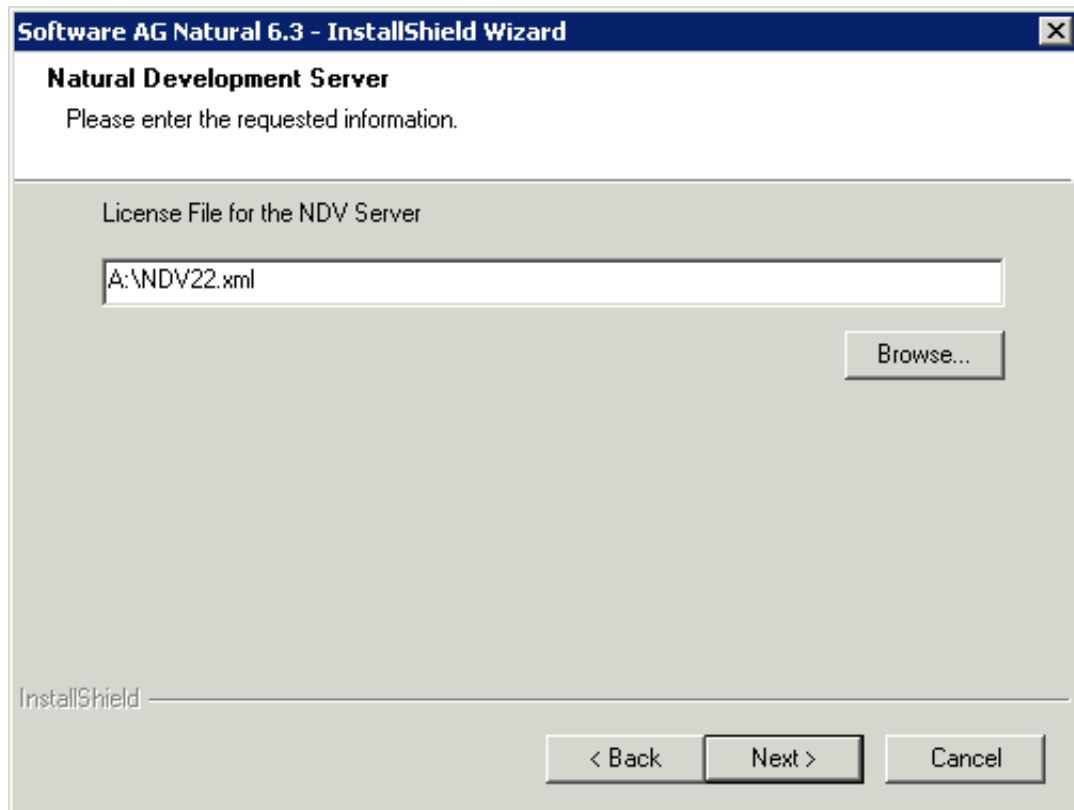 Software AG Natural 6.3 - InstallShield Wizard
Natural Development Server
Please enter the requested information.
License File for the NDV Server
A:\NDV22.xml
Browse...
InstallShield
< Back Next > Cancel